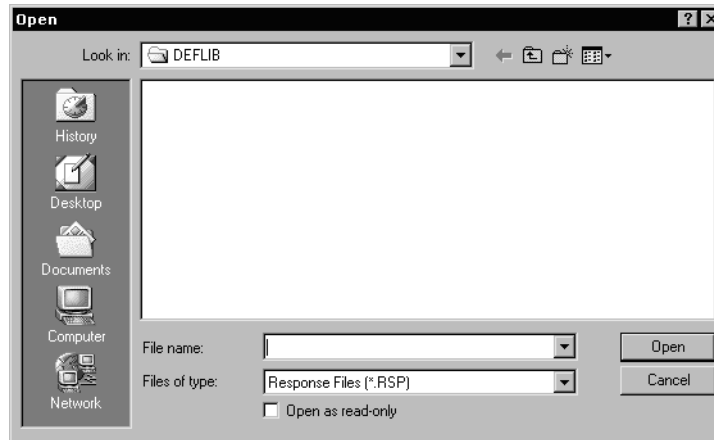 Open
Look in: DEFLIB
History
Desktop
Documents
Computer
Network
File name:
Open
Files of type: Response Files (*.RSP)
Cancel
Open as read-only